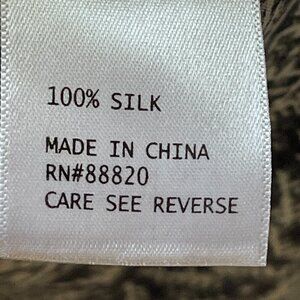 100% SILK
MADE IN CHINA
RN#88820
CARE SEE REVERSE